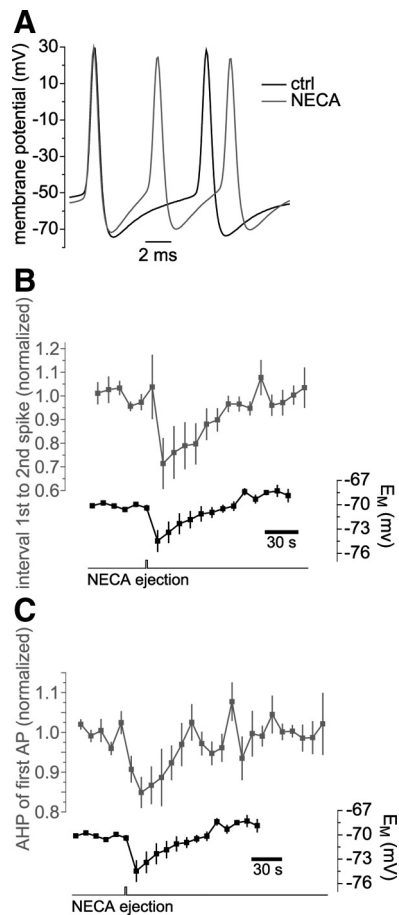 A
membrane potential (mV)
30
10
-10
-30
-50
-70
ctrl
NECA
2 ms
B
interval 1st to 2nd spike (normalized)
1.2
1.1
1.0
0.9
0.8
0.7
0.6
-67
-70
-73
-76
E_M (mv)
30 s
NECA ejection
C
AHP of first AP (normalized)
1.1
1.0
0.9
0.8
-67
-70
-73
-76
E_M (mV)
30 s
NECA ejection